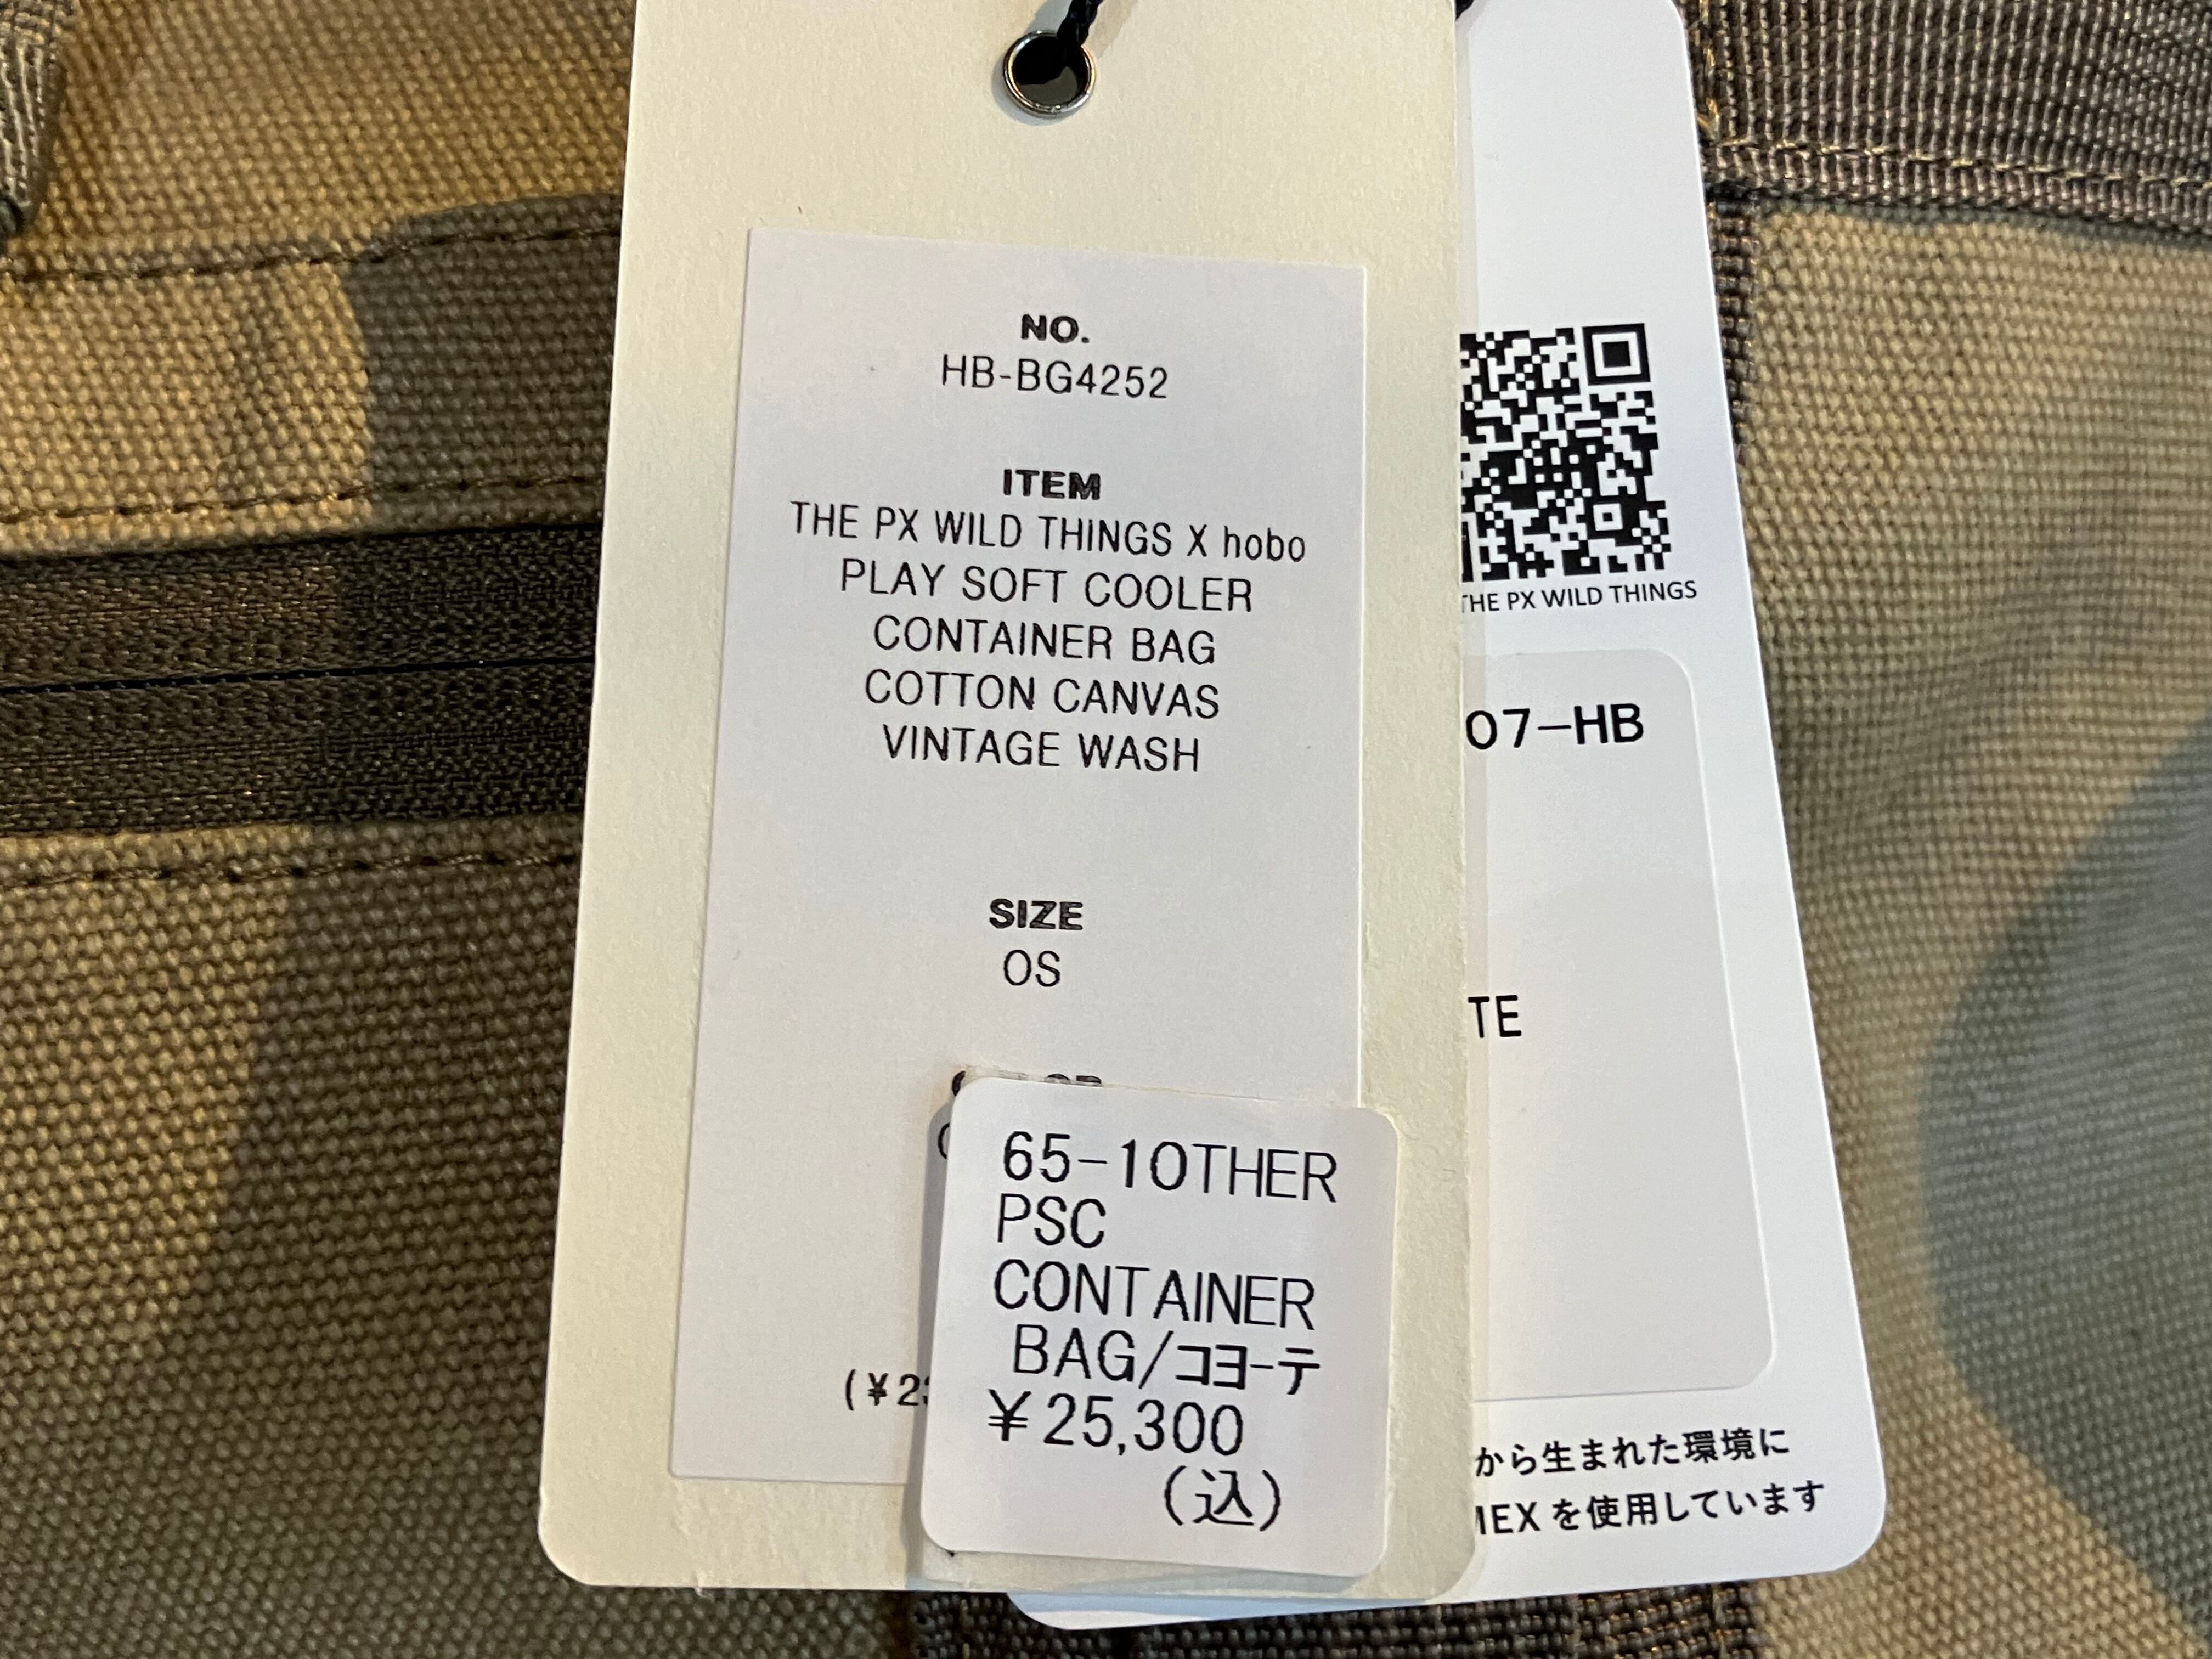 NO.
HB-BG4252
ITEM
THE PX WILD THINGS X hobo
PLAY SOFT COOLER
CONTAINER BAG
COTTON CANVAS
VINTAGE WASH
SIZE
OS
65-1OTHER
PSC
CONTAINER
BAG/コヨーテ
¥25,300
(込)
THE PX WILD THINGS
07-HB
TE
から生まれた環境に
を使用しています